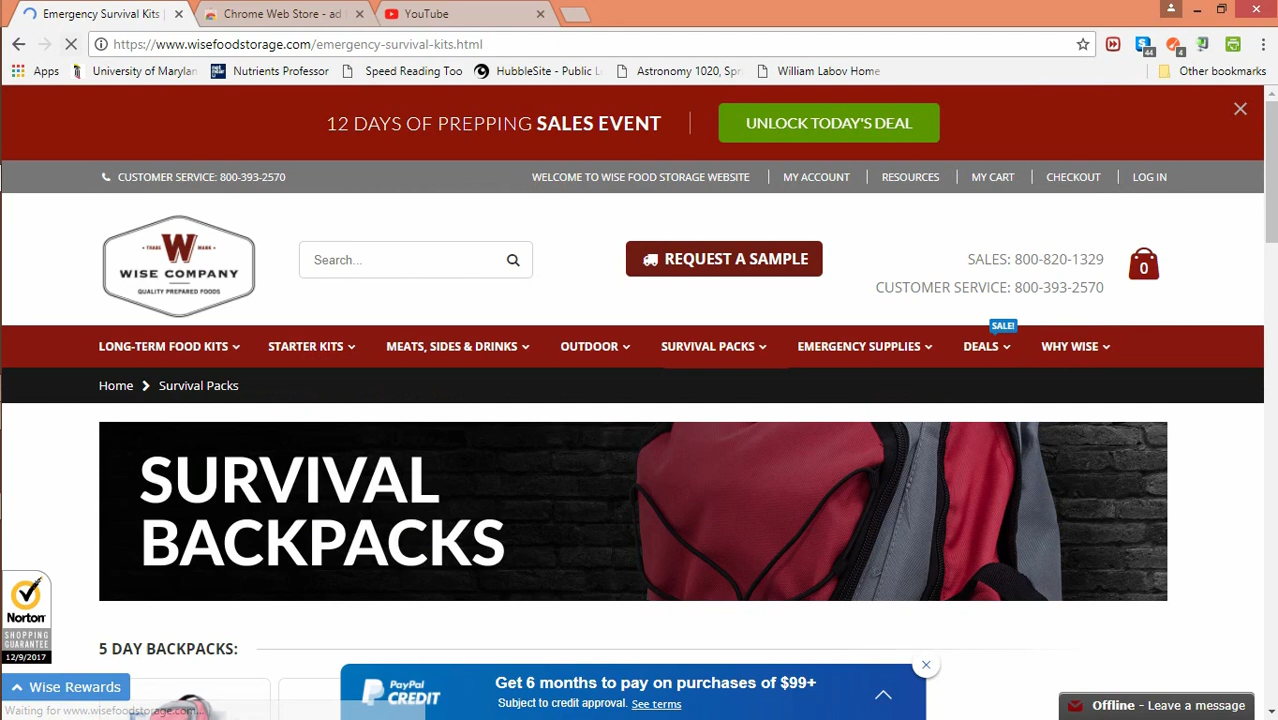 Emergency Survival Kits
Chrome Web Store - ad
YouTube
https://www.wisefoodstorage.com/emergency-survival-kits.html
44
4
Apps
University of Marylan
Nutrients Professor
Speed Reading Too
HubbleSite - Public L
Astronomy 1020_Spr
William Labov Home
Other bookmarks
12 DAYS OF PREPPING SALES EVENT
UNLOCK TODAY'S DEAL
CUSTOMER SERVICE: 800-393-2570
WELCOME TO WISE FOOD STORAGE WEBSITE
MY ACCOUNT
RESOURCES
MY CART
CHECKOUT
LOG IN
TRADE W MARK
WISE COMPANY
QUALITY PREPARED FOODS
Search...
REQUEST A SAMPLE
SALES: 800-820-1329
CUSTOMER SERVICE: 800-393-2570
0
SALE!
LONG-TERM FOOD KITS
STARTER KITS
MEATS, SIDES & DRINKS
OUTDOOR
SURVIVAL PACKS
EMERGENCY SUPPLIES
DEALS
WHY WISE
Home
Survival Packs
SURVIVAL
BACKPACKS
Norton
SHOPPING
GUARANTEE
12/9/2017
5 DAY BACKPACKS:
PayPal
CREDIT
Get 6 months to pay on purchases of $99+
Subject to credit approval. See terms
Wise Rewards
Waiting for www.wisefoodstorage.com...
Offline - Leave a message